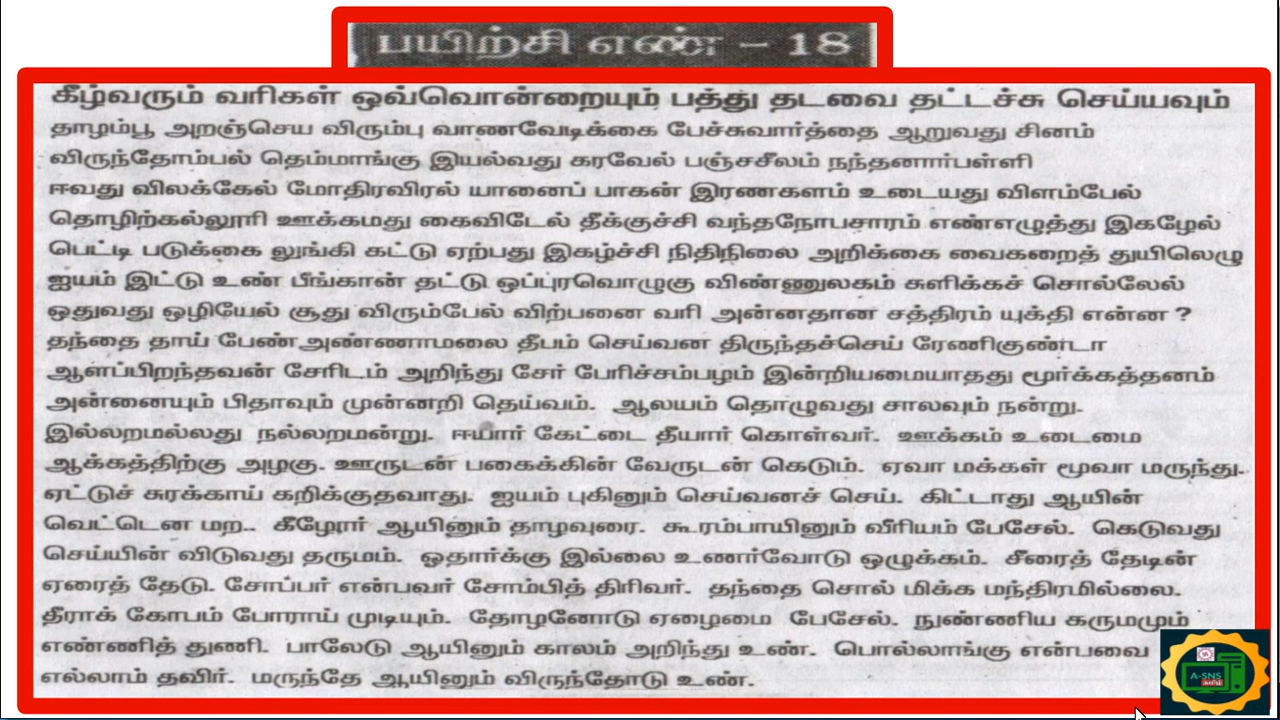 பயிற்சி எண் – 18
கீழ்வரும் வரிகள் ஒவ்வொன்றையும் பத்து தடவை தட்டச்சு செய்யவும்
தாழம்பூ அறஞ்செய விரும்பு வாணவேடிக்கை பேச்சுவார்த்தை ஆறுவது சினம்
விருந்தோம்பல் தெம்மாங்கு இயல்வது கரவேல் பஞ்சசீலம் நந்தனார்பள்ளி
ஈவது விலக்கேல் மோதிரவிரல் யானைப் பாகன் இரணகளம் உடையது விளம்பேல்
தொழிற்கல்லூரி ஊக்கமது கைவிடேல் தீக்குச்சி வந்தநோபசாரம் எண்எழுத்து இகழேல்
பெட்டி படுக்கை லுங்கி கட்டு ஏற்பது இகழ்ச்சி நிதிநிலை அறிக்கை வைகறைத் துயிலெழு
ஐயம் இட்டு உண் பீங்கான் தட்டு ஒப்புரவொழுகு விண்ணுலகம் சுளிக்கச் சொல்லேல்
ஓதுவது ஒழியேல் சூது விரும்பேல் விற்பனை வரி அன்னதான சத்திரம் யுக்தி என்ன ?
தந்தை தாய் பேண்அண்ணாமலை தீபம் செய்வன திருந்தச்செய் ரேணிகுண்டா
ஆளப்பிறந்தவன் சேரிடம் அறிந்து சேர் பேரிச்சம்பழம் இன்றியமையாதது மூர்க்கத்தனம்
அன்னையும் பிதாவும் முன்னறி தெய்வம். ஆலயம் தொழுவது சாலவும் நன்று.
இல்லறமல்லது நல்லறமன்று. ஈயார் கேட்டை தீயார் கொள்வர். ஊக்கம் உடைமை
ஆக்கத்திற்கு அழகு. ஊருடன் பகைக்கின் வேருடன் கெடும். ஏவா மக்கள் மூவா மருந்து.
ஏட்டுச் சுரக்காய் கறிக்குதவாது. ஐயம் புகினும் செய்வனச் செய். கிட்டாது ஆயின்
வெட்டென மற.. கீழோர் ஆயினும் தாழவுரை. கூரம்பாயினும் வீரியம் பேசேல். கெடுவது
செய்யின் விடுவது தருமம். ஓதார்க்கு இல்லை உணர்வோடு ஒழுக்கம். சீரைத் தேடின்
ஏரைத் தேடு. சோப்பர் என்பவர் சோம்பித் திரிவர். தந்தை சொல் மிக்க மந்திரமில்லை.
தீராக் கோபம் போராய் முடியும். தோழனோடு ஏழைமை பேசேல். நுண்ணிய கருமமும்
எண்ணித் துணி. பாலேடு ஆயினும் காலம் அறிந்து உண். பொல்லாங்கு என்பவை
எல்லாம் தவிர். மருந்தே ஆயினும் விருந்தோடு உண்.
A-SNS
தமிழ்